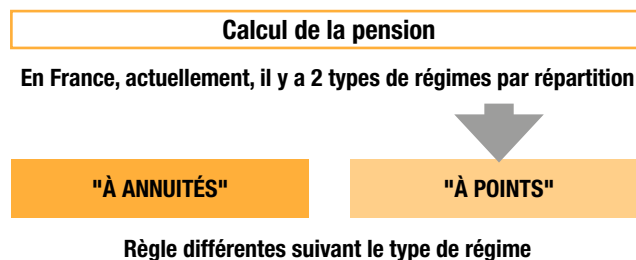 Calcul de la pension
En France, actuellement, il y a 2 types de régimes par répartition
"À ANNUITÉS"
"À POINTS"
Règle différentes suivant le type de régime